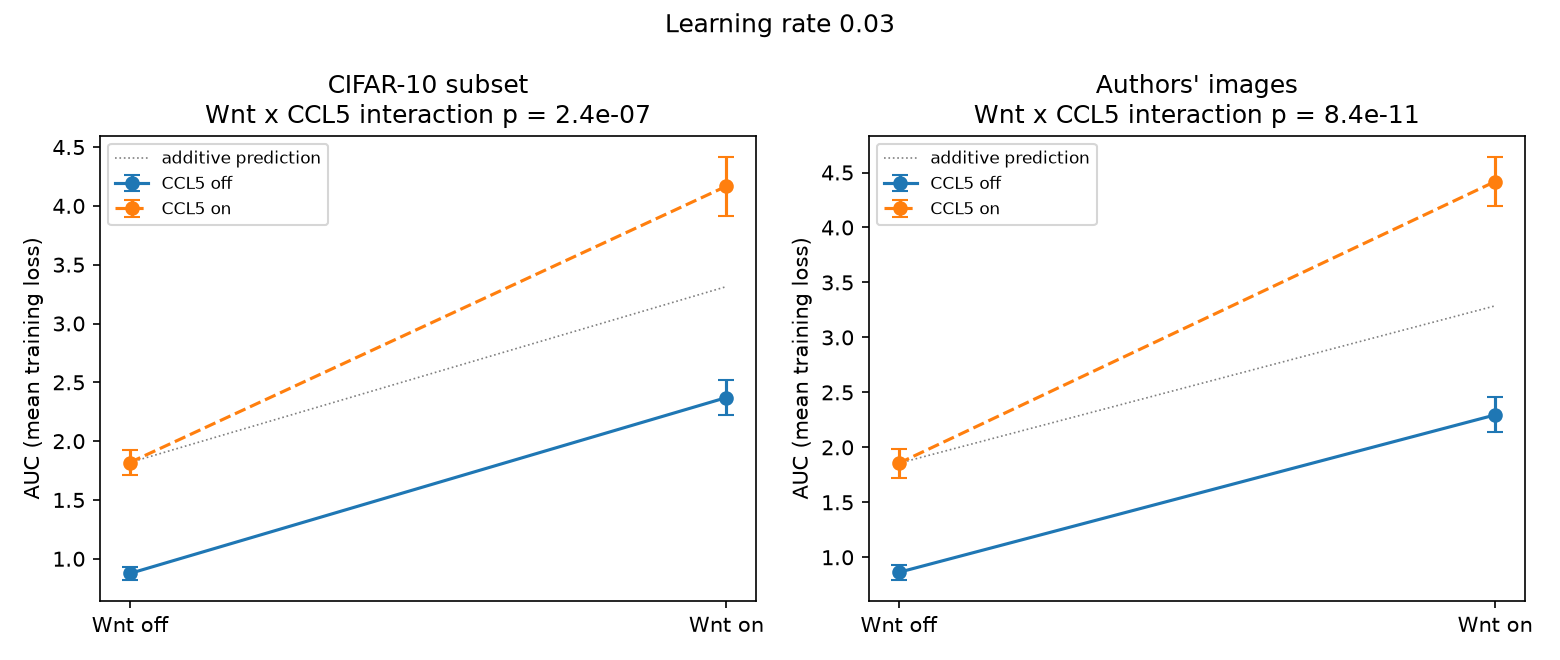 Learning rate 0.03
CIFAR-10 subset
Wnt x CCL5 interaction p = 2.4e-07
additive prediction
CCL5 off
CCL5 on
AUC (mean training loss)
4.5
4.0
3.5
3.0
2.5
2.0
1.5
1.0
Wnt off
Wnt on
Authors' images
Wnt x CCL5 interaction p = 8.4e-11
additive prediction
CCL5 off
CCL5 on
AUC (mean training loss)
4.5
4.0
3.5
3.0
2.5
2.0
1.5
1.0
Wnt off
Wnt on